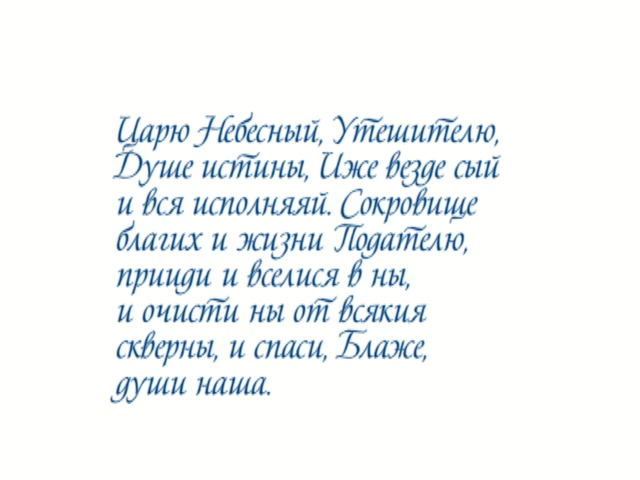 Царю Небесный, Утешителю,
Душе истины, Иже везде сый
и вся исполняяй. Сокровище
благих и жизни Подателю,
прииди и вселися в ны,
и очисти ны от всякия
скверны, и спаси, Блаже,
души наша.